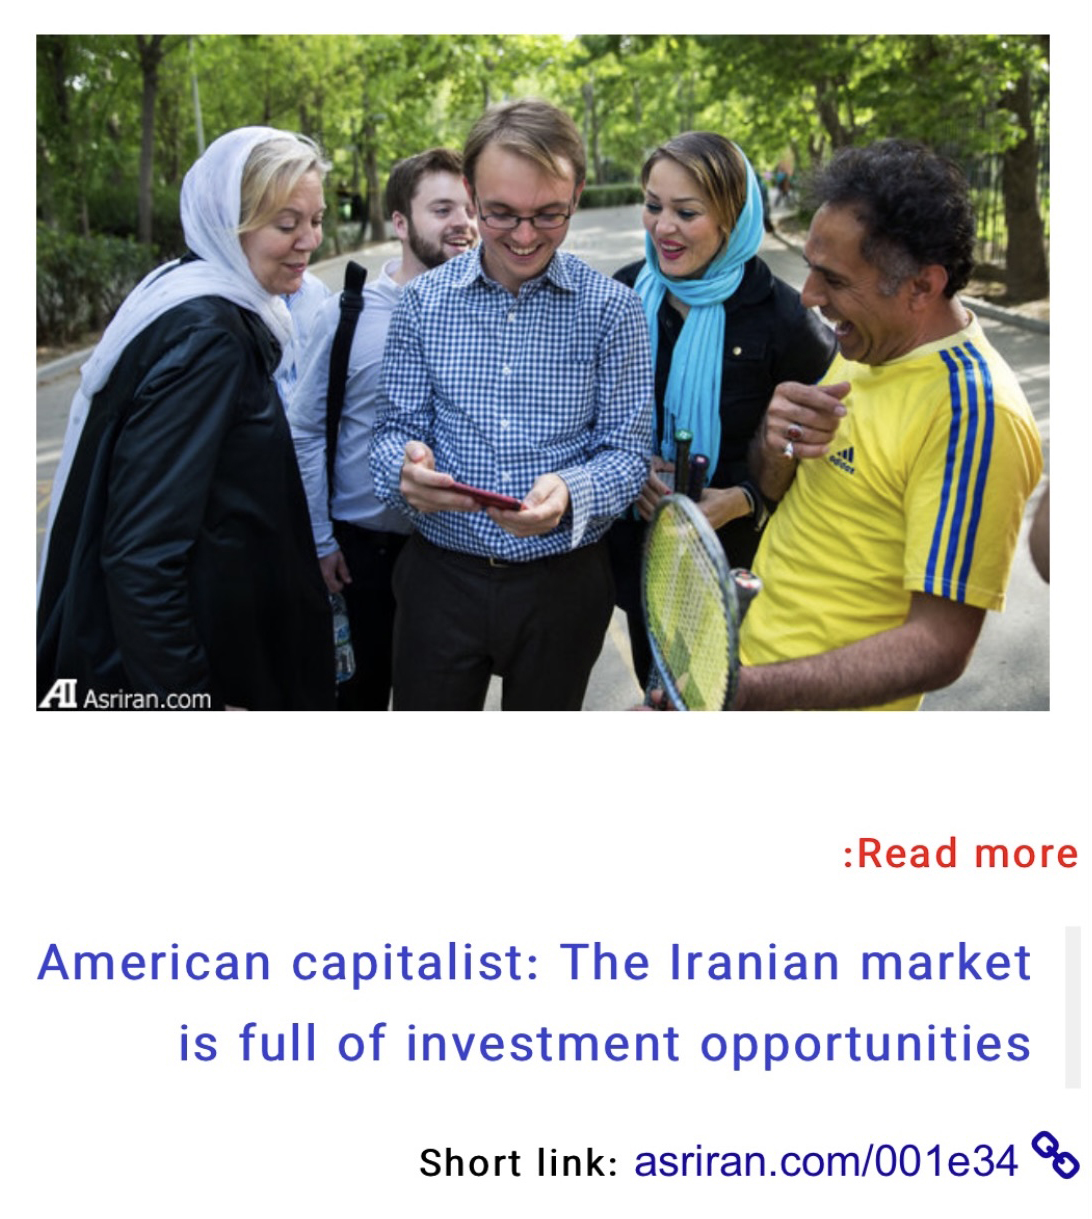 adidas
AI Asriran.com
:Read more
American capitalist: The Iranian market
is full of investment opportunities
Short link: asriran.com/001e34